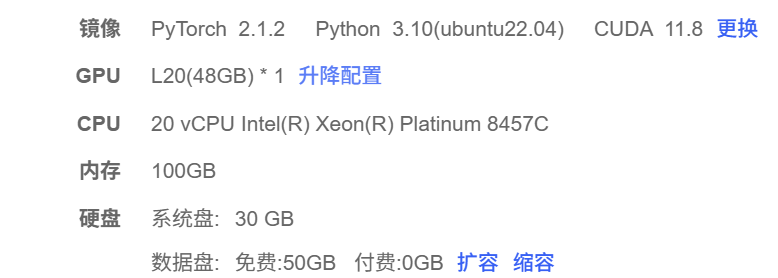 镜像 PyTorch 2.1.2 Python 3.10(ubuntu22.04) CUDA 11.8 更换
GPU L20(48GB) * 1 升降配置
CPU 20 vCPU Intel(R) Xeon(R) Platinum 8457C
内存 100GB
硬盘 系统盘: 30 GB
数据盘: 免费:50GB 付费:0GB 扩容 缩容